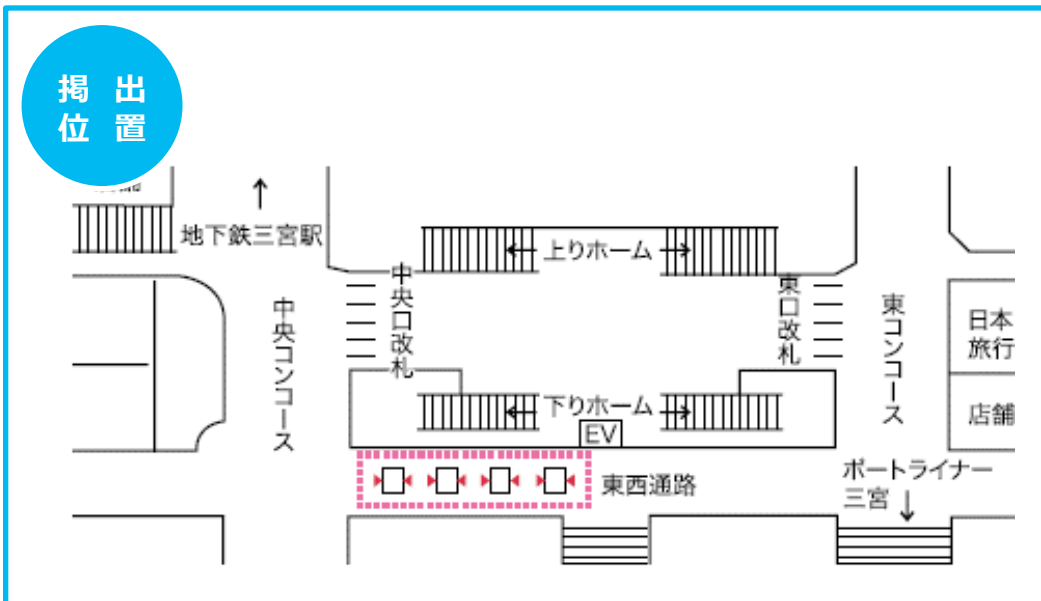 掲出
位置
地下鉄三宮駅
上りホーム
中央口改札
東口改札
中央コンコース
東コンコース
日本
旅行
店舗
下りホーム
EV
東西通路
ポートライナー
三宮